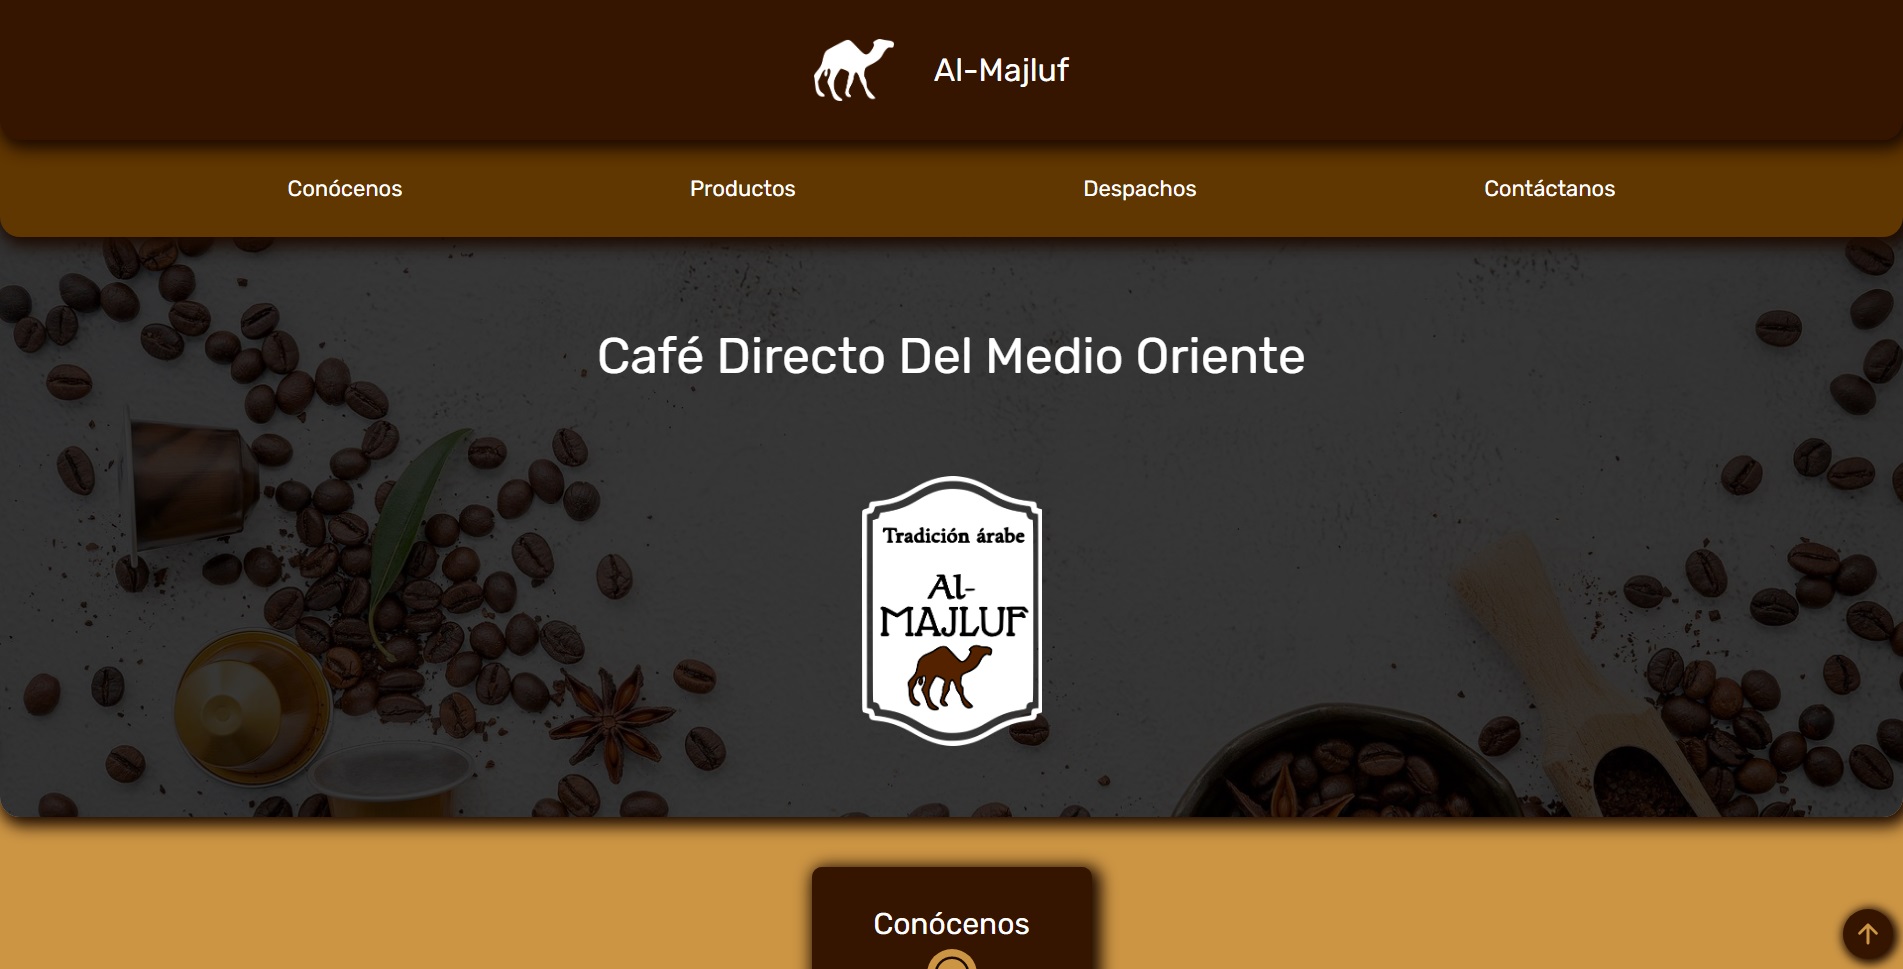 Al-Majluf
Conócenos Productos Despachos Contáctanos
Café Directo Del Medio Oriente
Tradición árabe
Al-
MAJLUF
Conócenos